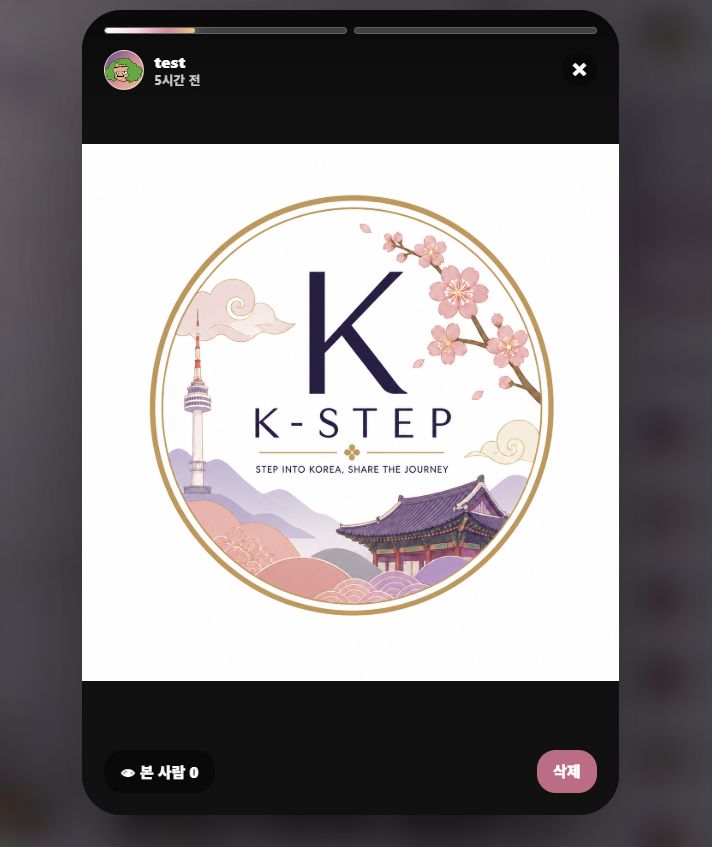 test
5시간 전
K
K-STEP
STEP INTO KOREA, SHARE THE JOURNEY
본 사람 0
삭제